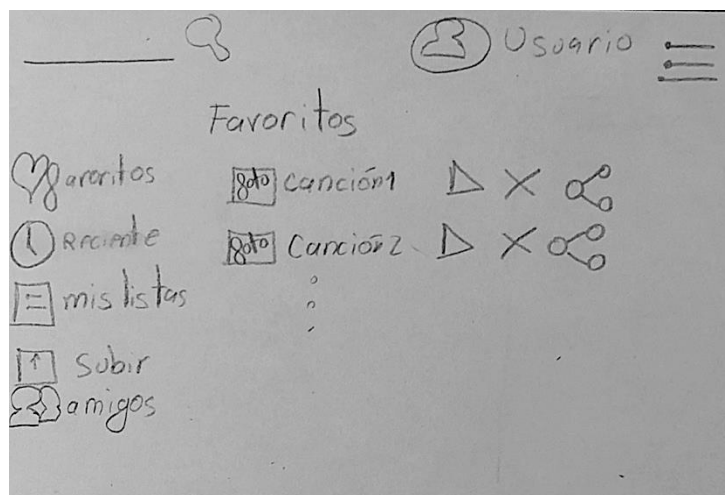 Usuario
Favoritos
favoritos
foto canción1
Reciente
foto Canción2
mis listas
Subir
amigos